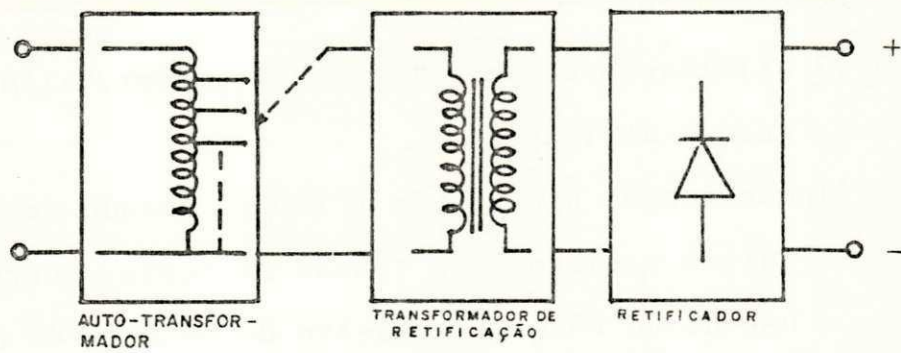 +
−
AUTO-TRANSFOR-
MADOR
TRANSFORMADOR DE
RETIFICAÇÃO
RETIFICADOR